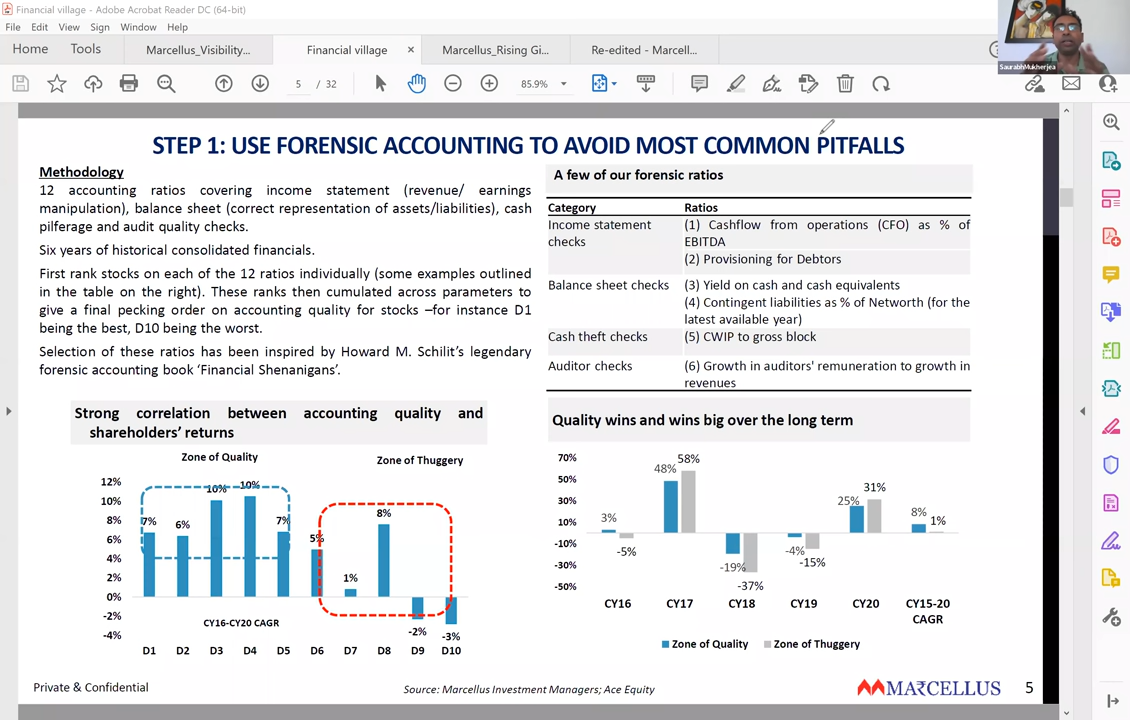 Financial village - Adobe Acrobat Reader DC (64-bit)
File Edit View Sign Window Help
Home Tools Marcellus_Visibility... Financial village × Marcellus_Rising Gi... Re-edited - Marcell...
SaurabhMukherjea
5 / 32 85.9%
STEP 1: USE FORENSIC ACCOUNTING TO AVOID MOST COMMON PITFALLS
Methodology
12 accounting ratios covering income statement (revenue/ earnings
manipulation), balance sheet (correct representation of assets/liabilities), cash
pilferage and audit quality checks.
Six years of historical consolidated financials.
First rank stocks on each of the 12 ratios individually (some examples outlined
in the table on the right). These ranks then cumulated across parameters to
give a final pecking order on accounting quality for stocks –for instance D1
being the best, D10 being the worst.
Selection of these ratios has been inspired by Howard M. Schilit's legendary
forensic accounting book ‘Financial Shenanigans’.
A few of our forensic ratios
Category Ratios
Income statement
checks
(1) Cashflow from operations (CFO) as % of
EBITDA
(2) Provisioning for Debtors
Balance sheet checks
(3) Yield on cash and cash equivalents
(4) Contingent liabilities as % of Networth (for the
latest available year)
Cash theft checks (5) CWIP to gross block
Auditor checks
(6) Growth in auditors' remuneration to growth in
revenues
Strong correlation between accounting quality and
shareholders’ returns
Zone of Quality Zone of Thuggery
12%
10%
8%
6%
4%
2%
0%
-2%
-4%
7% 6% 10% 10% 7% 5% 1% 8% -2% -3%
CY16-CY20 CAGR
D1 D2 D3 D4 D5 D6 D7 D8 D9 D10
Quality wins and wins big over the long term
70%
50%
30%
10%
-10%
-30%
-50%
3% -5% 48% 58% -19% -37% -4% -15% 25% 31% 8% 1%
CY16 CY17 CY18 CY19 CY20 CY15-20
CAGR
Zone of Quality Zone of Thuggery
Private & Confidential
Source: Marcellus Investment Managers; Ace Equity
MARCELLUS 5